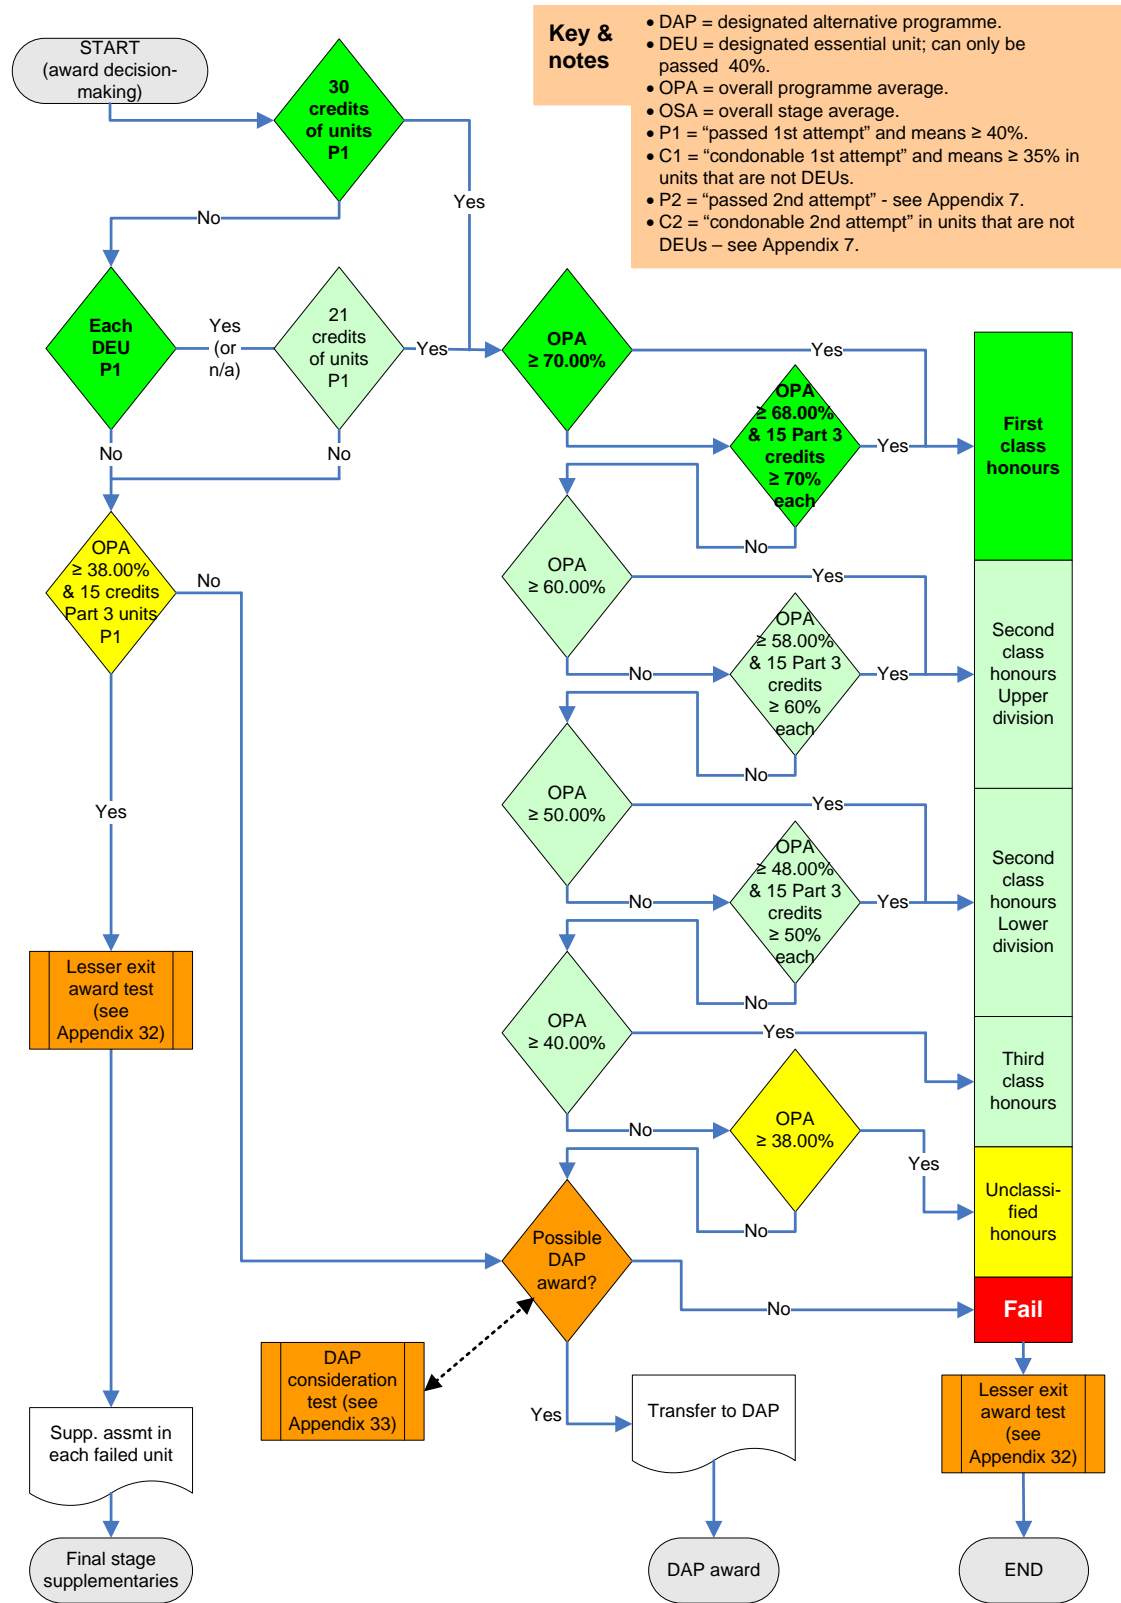 START
(award decision-
making)
30
credits
of units
P1
Key &
notes
• DAP = designated alternative programme.
• DEU = designated essential unit; can only be
passed  40%.
• OPA = overall programme average.
• OSA = overall stage average.
• P1 = “passed 1st attempt” and means ≥ 40%.
• C1 = “condonable 1st attempt” and means ≥ 35% in
units that are not DEUs.
• P2 = “passed 2nd attempt” - see Appendix 7.
• C2 = “condonable 2nd attempt” in units that are not
DEUs – see Appendix 7.
Yes
No
Each
DEU
P1
Yes
(or
n/a)
21
credits
of units
P1
Yes
No
No
OPA
≥ 70.00%
Yes
OPA
≥ 68.00%
& 15 Part 3
credits
≥ 70%
each
Yes
No
First
class
honours
OPA
≥ 38.00%
& 15 credits
Part 3 units
P1
No
Yes
OPA
≥ 60.00%
Yes
No
OPA
≥ 58.00%
& 15 Part 3
credits
≥ 60%
each
Yes
No
Second
class
honours
Upper
division
OPA
≥ 50.00%
Yes
No
OPA
≥ 48.00%
& 15 Part 3
credits
≥ 50%
each
Yes
No
Second
class
honours
Lower
division
Lesser exit
award test
(see
Appendix 32)
OPA
≥ 40.00%
Yes
No
Third
class
honours
OPA
≥ 38.00%
Yes
No
Unclassi-
fied
honours
Possible
DAP
award?
No
Fail
DAP
consideration
test (see
Appendix 33)
Yes
Transfer to DAP
Lesser exit
award test
(see
Appendix 32)
Supp. assmt in
each failed unit
Final stage
supplementaries
DAP award
END